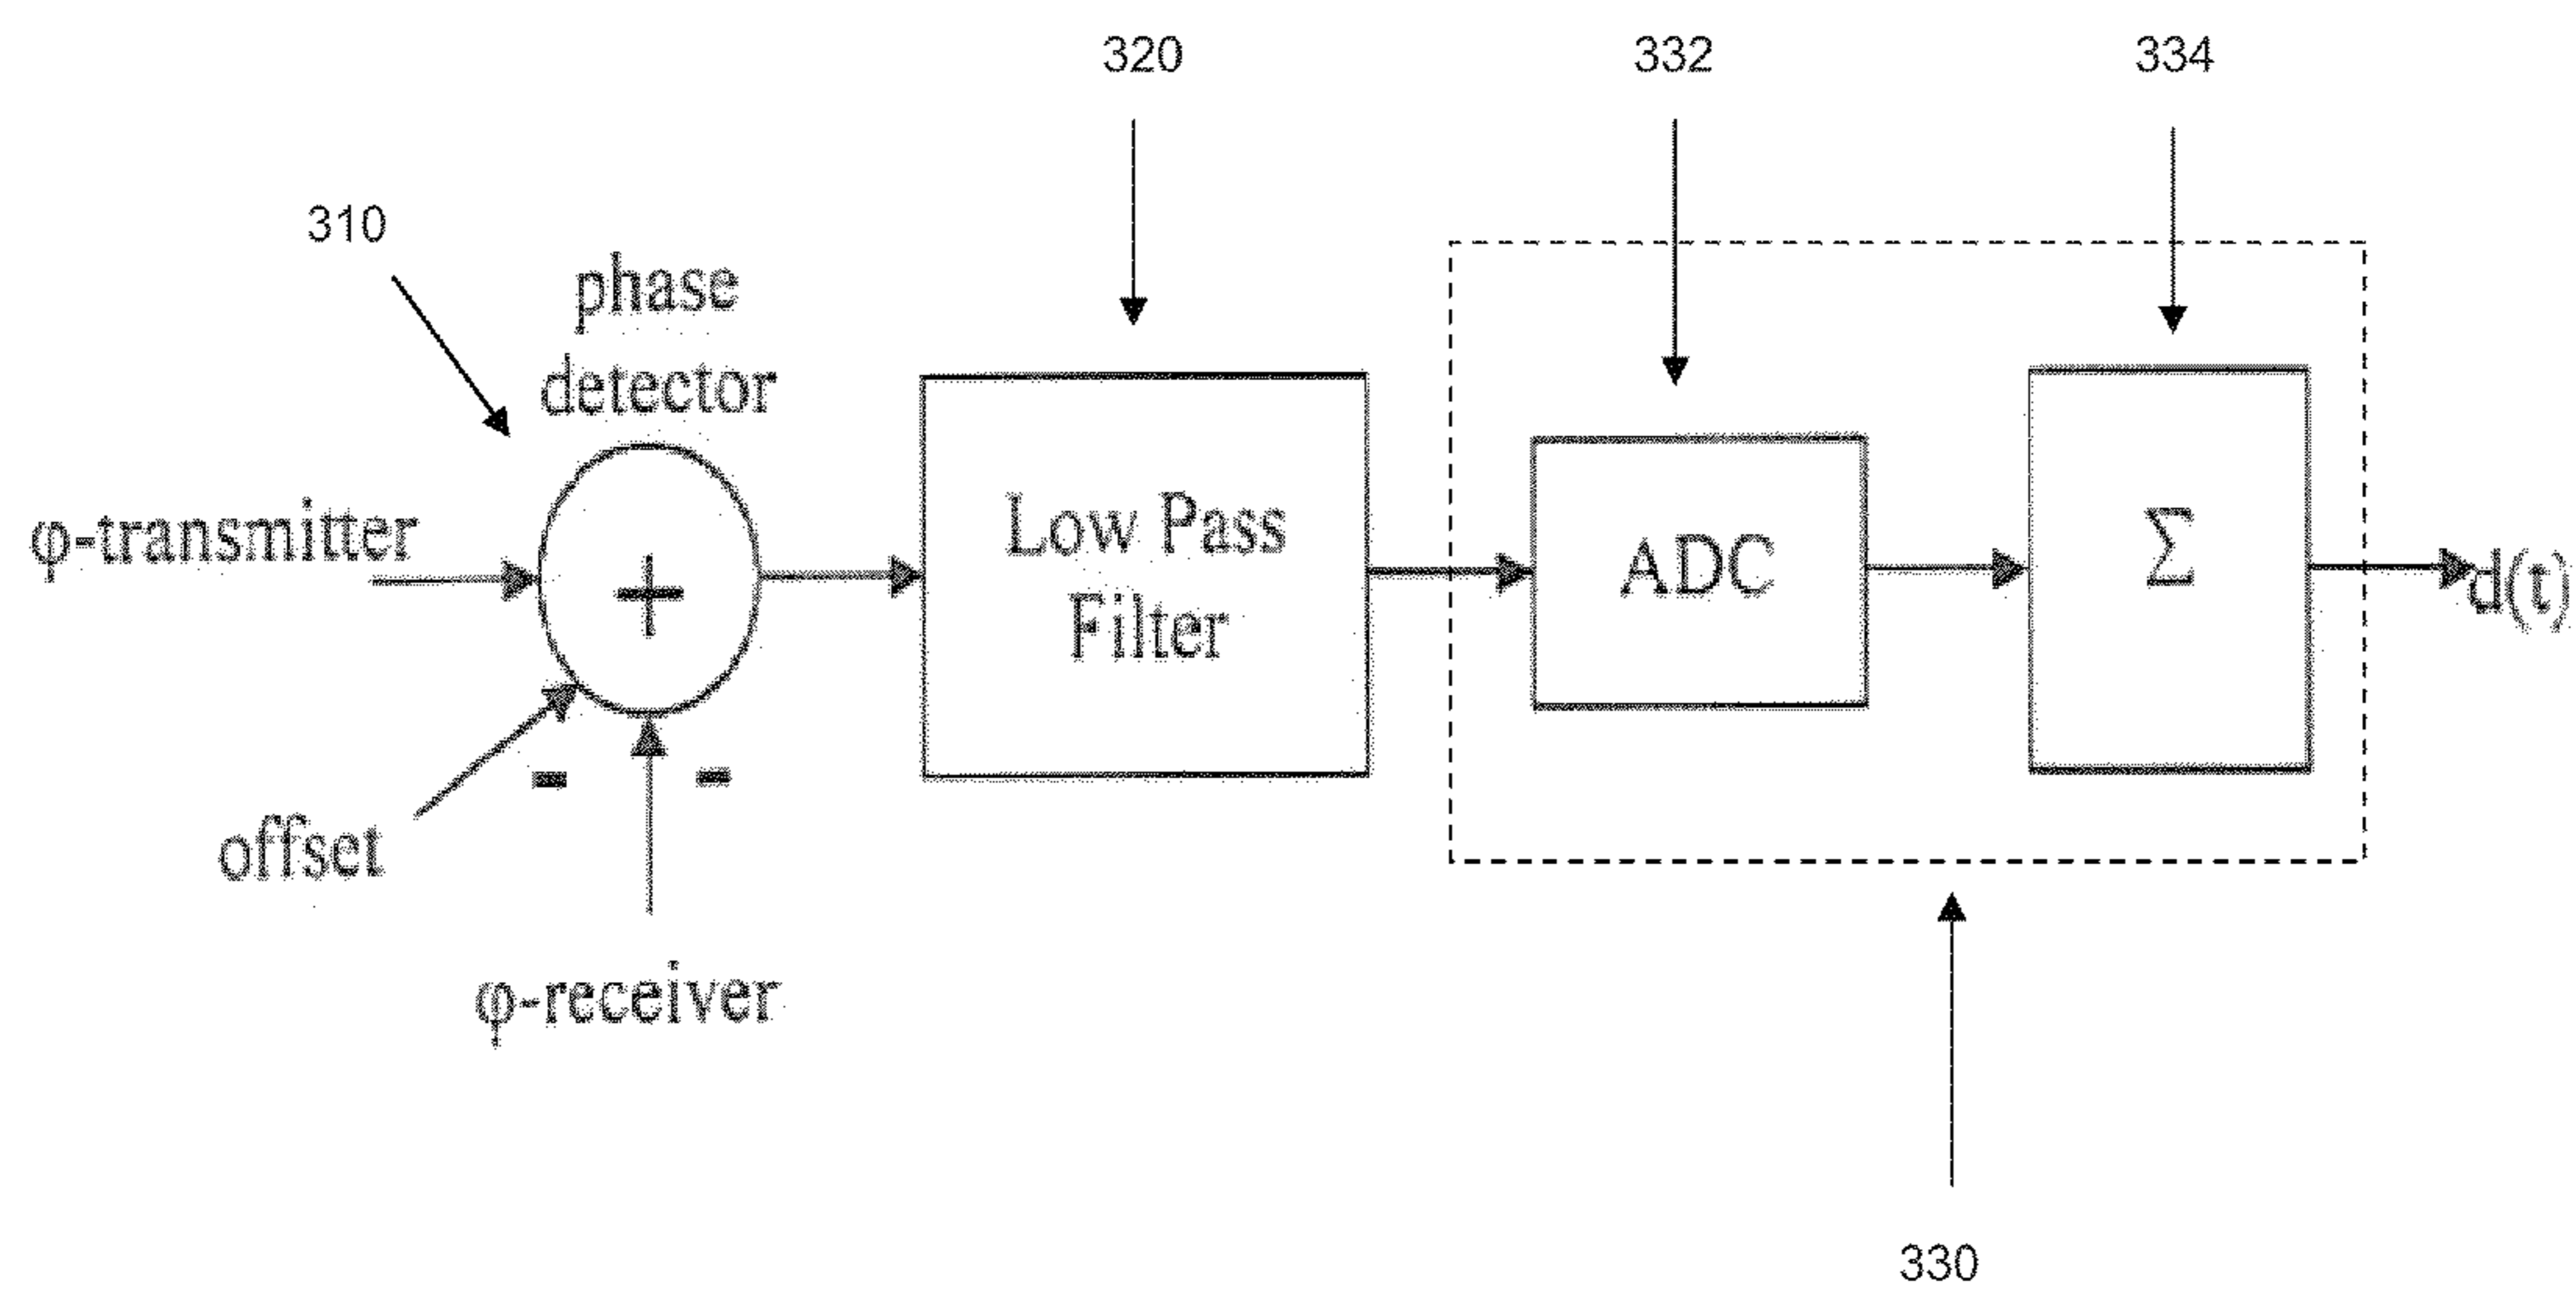 320
332
334
310
phase
detector
φ-transmitter
+
Low Pass
Filter
ADC
Σ
d(t)
- -
offset
φ-receiver
330